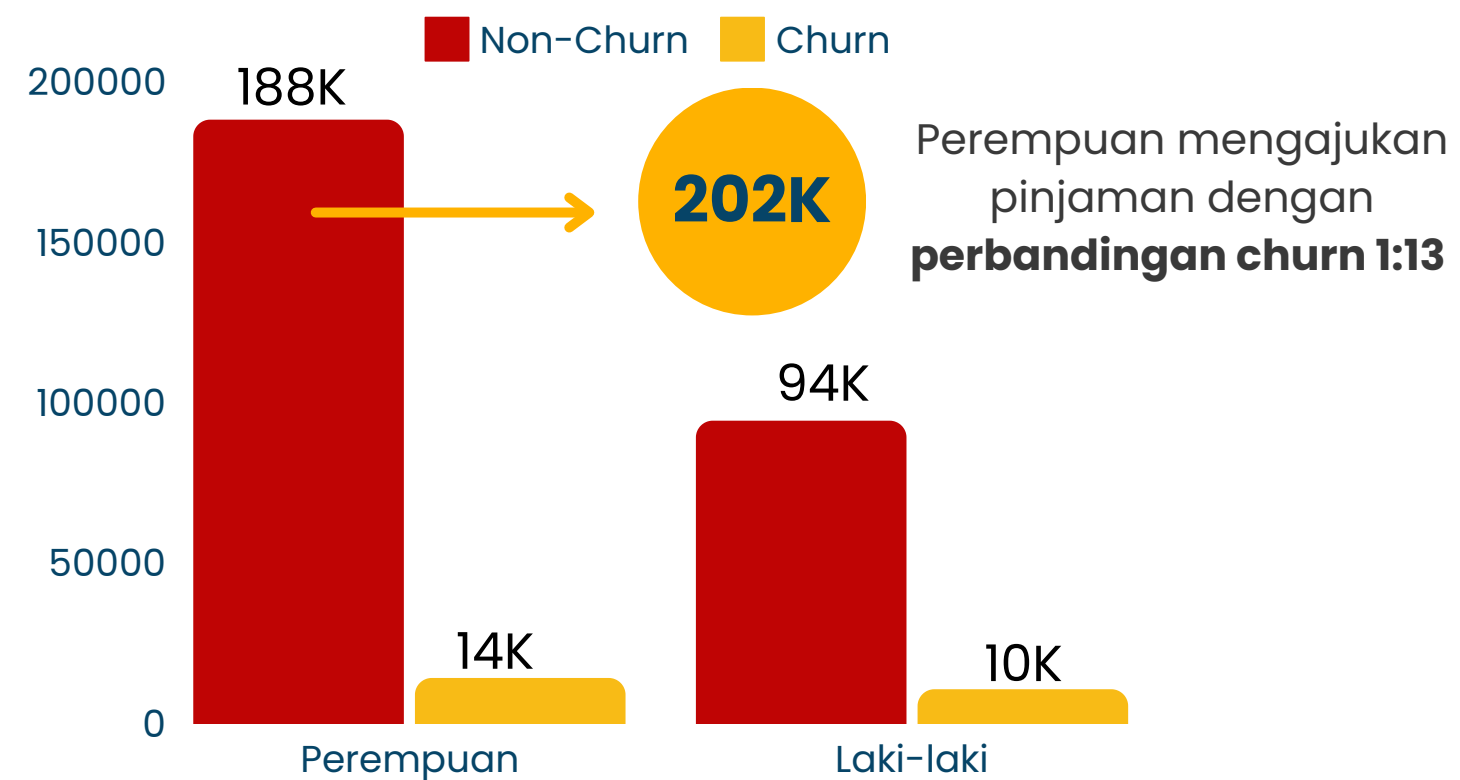 Non-Churn
Churn
200000
150000
100000
50000
0
188K
14K
94K
10K
202K
Perempuan mengajukan
pinjaman dengan
perbandingan churn 1:13
Perempuan
Laki-laki